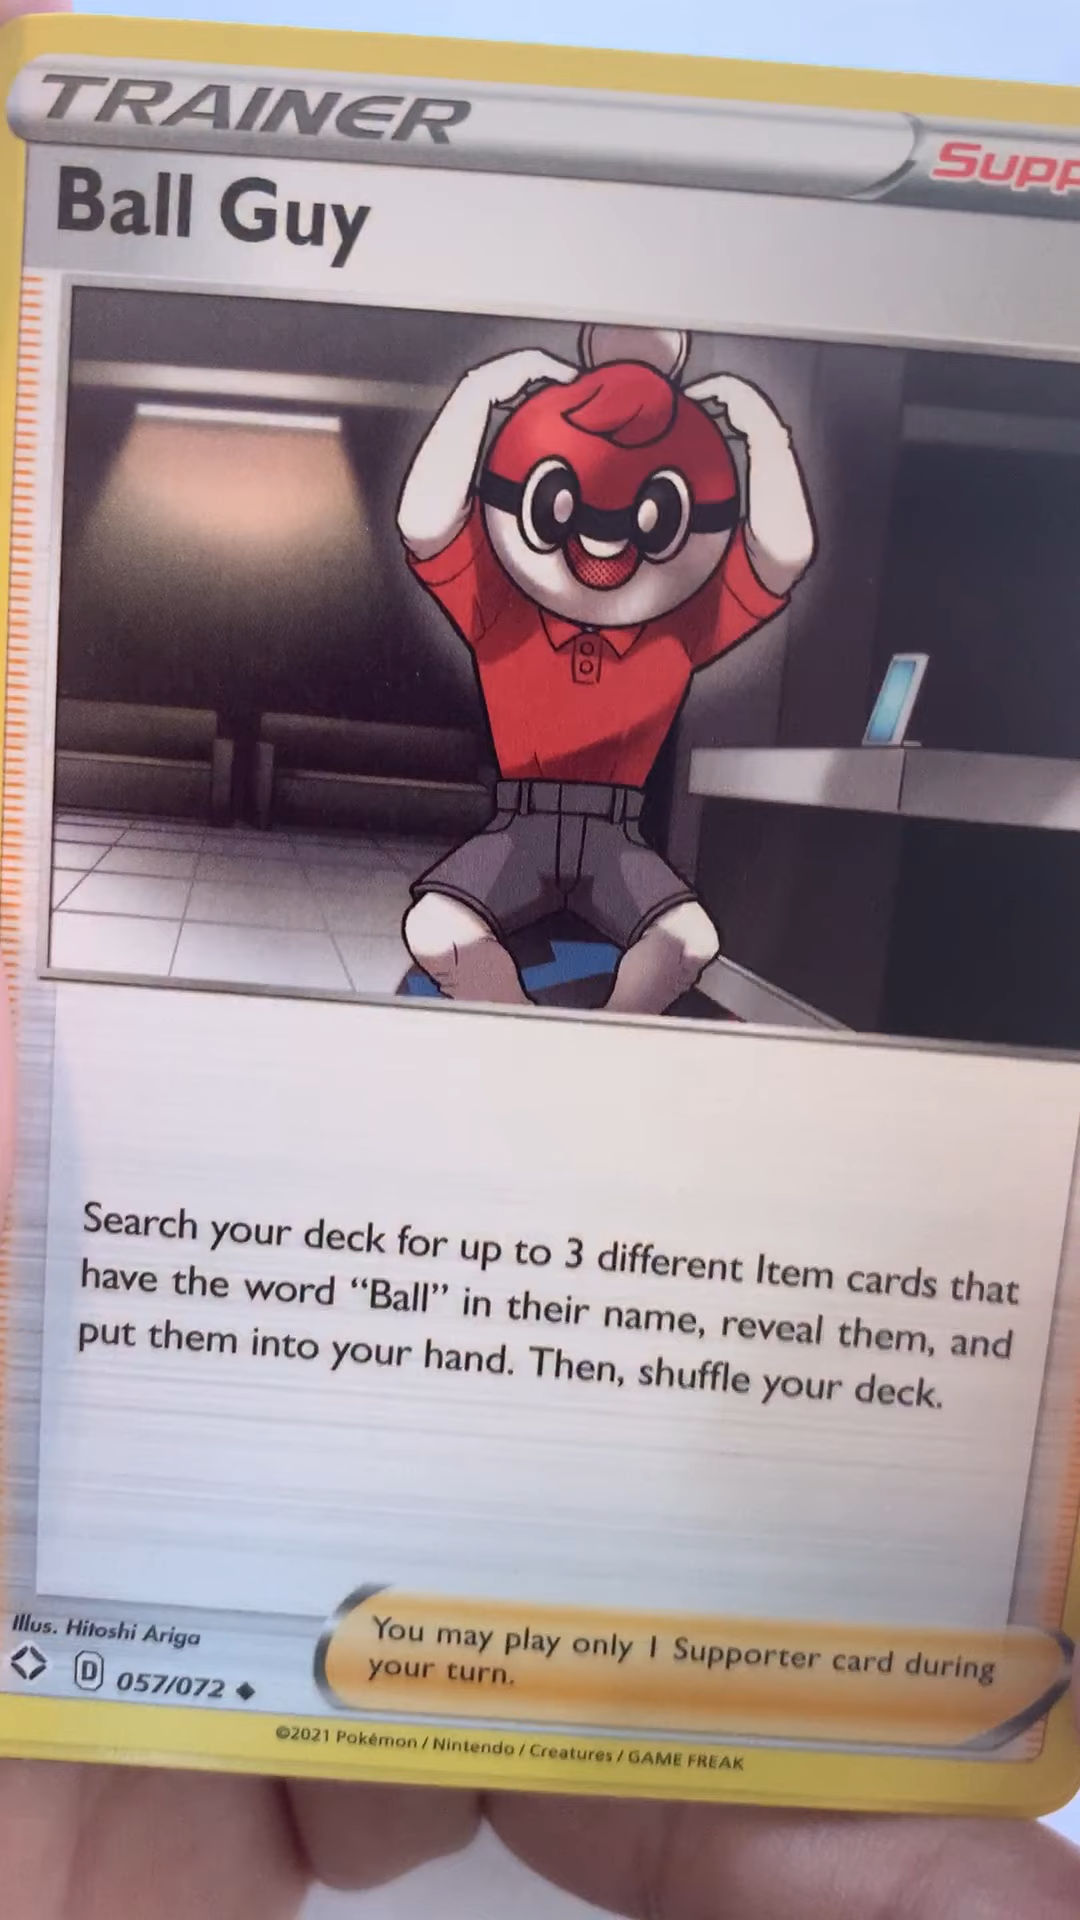 TRAINER
Supp
Ball Guy
Search your deck for up to 3 different Item cards that
have the word “Ball” in their name, reveal them, and
put them into your hand. Then, shuffle your deck.
Illus. Hitoshi Ariga
D 057/072
You may play only 1 Supporter card during
your turn.
©2021 Pokémon / Nintendo / Creatures / GAME FREAK